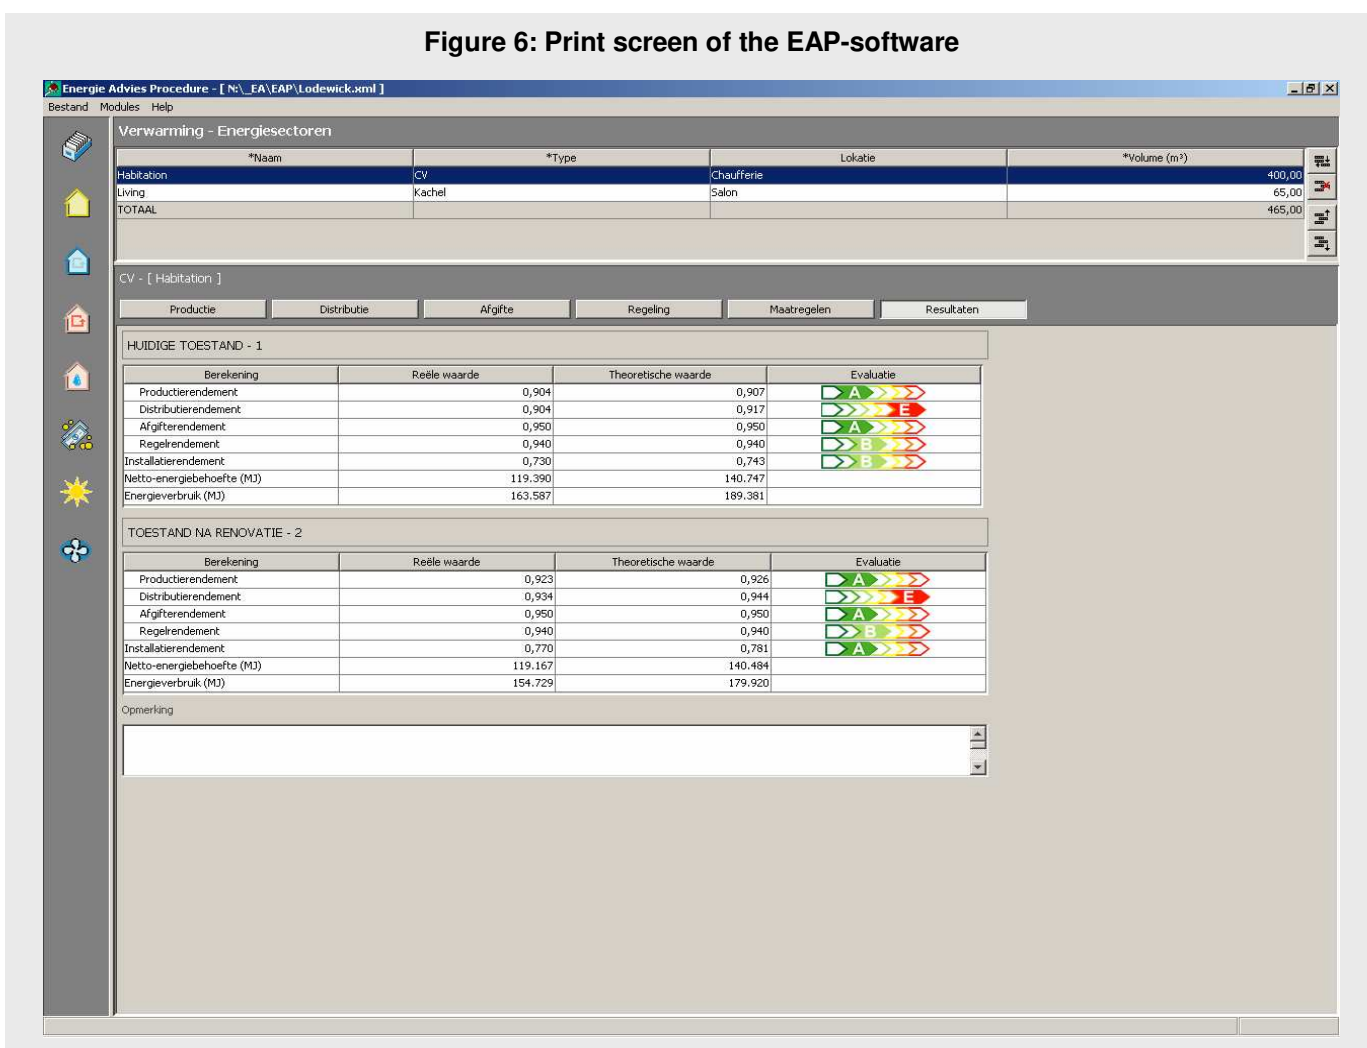 Figure 6: Print screen of the EAP-software
Energie Advies Procedure - [ N:\_EA\EAP\Lodewick.xml ]
Bestand Modules Help
Verwarming - Energiesectoren
*Naam *Type Lokatie *Volume (m³)
Habitation CV Chaufferie 400,00
Living Kachel Salon 65,00
TOTAAL 465,00
CV - [ Habitation ]
Productie Distributie Afgifte Regeling Maatregelen Resultaten
HUIDIGE TOESTAND - 1
Berekening Reële waarde Theoretische waarde Evaluatie
Productierendement 0,904 0,907 A
Distributierendement 0,904 0,917 E
Afgifterendement 0,950 0,950 A
Regelrendement 0,940 0,940 B
Installatierendement 0,730 0,743 B
Netto-energiebehoefte (MJ) 119.390 140.747
Energieverbruik (MJ) 163.587 189.381
TOESTAND NA RENOVATIE - 2
Berekening Reële waarde Theoretische waarde Evaluatie
Productierendement 0,923 0,926 A
Distributierendement 0,934 0,944 E
Afgifterendement 0,950 0,950 A
Regelrendement 0,940 0,940 B
Installatierendement 0,770 0,781 A
Netto-energiebehoefte (MJ) 119.167 140.484
Energieverbruik (MJ) 154.729 179.920
Opmerking